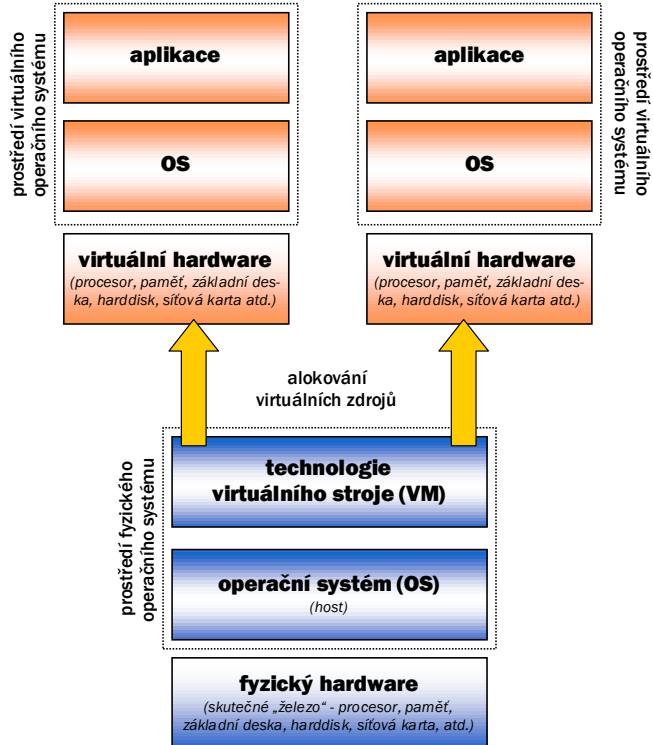 prostředí virtuálního
operačního systému
aplikace
OS
aplikace
OS
prostředí virtuálního
operačního systému
virtuální hardware
(procesor, paměť, základní des-
ka, harddisk, síťová karta atd.)
virtuální hardware
(procesor, paměť, základní des-
ka, harddisk, síťová karta atd.)
alokování
virtuálních zdrojů
prostředí fyzického
operačního systému
technologie
virtuálního stroje (VM)
operační systém (OS)
(host)
fyzický hardware
(skutečné „železo“ - procesor, paměť,
základní deska, harddisk, síťová karta, atd.)